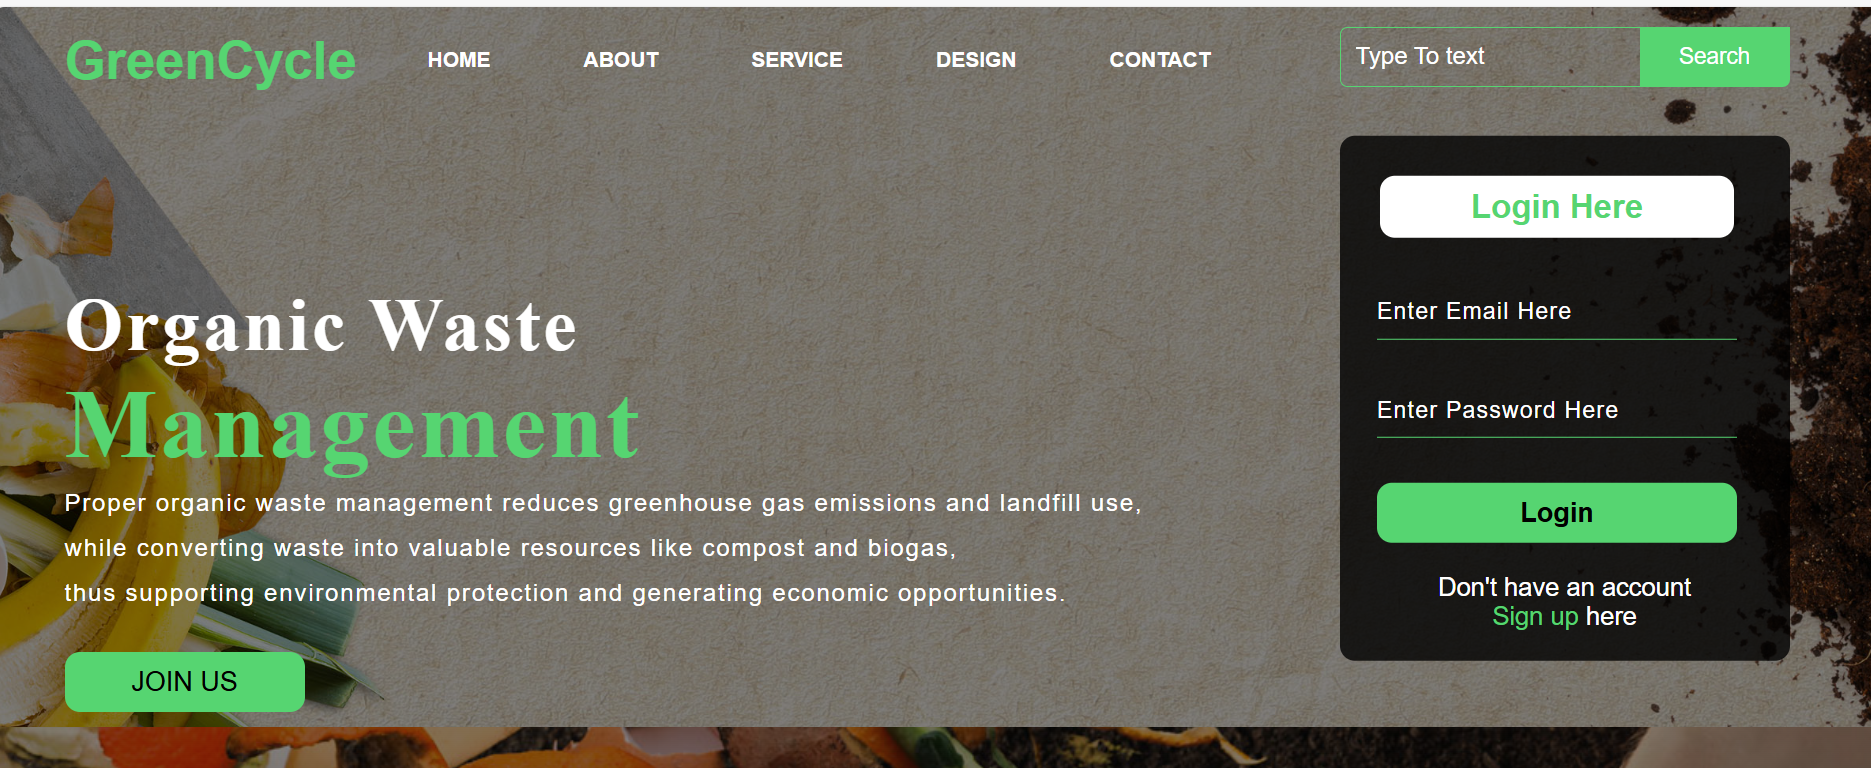 GreenCycle
HOME
ABOUT
SERVICE
DESIGN
CONTACT
Type To text
Search
Organic Waste
Management
Proper organic waste management reduces greenhouse gas emissions and landfill use,
while converting waste into valuable resources like compost and biogas,
thus supporting environmental protection and generating economic opportunities.
JOIN US
Login Here
Enter Email Here
Enter Password Here
Login
Don't have an account
Sign up here